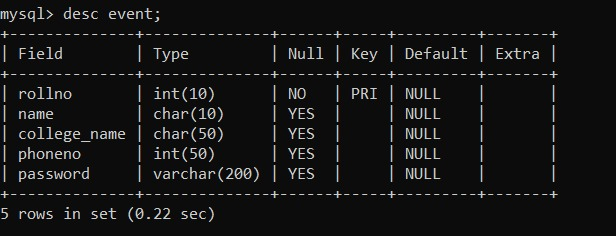 mysql> desc event;
+--------------+--------------+------+-----+---------+-------+
| Field        | Type         | Null | Key | Default | Extra |
+--------------+--------------+------+-----+---------+-------+
| rollno       | int(10)      | NO   | PRI | NULL    |       |
| name         | char(10)     | YES  |     | NULL    |       |
| college_name | char(50)     | YES  |     | NULL    |       |
| phoneno      | int(50)      | YES  |     | NULL    |       |
| password     | varchar(200) | YES  |     | NULL    |       |
+--------------+--------------+------+-----+---------+-------+
5 rows in set (0.22 sec)